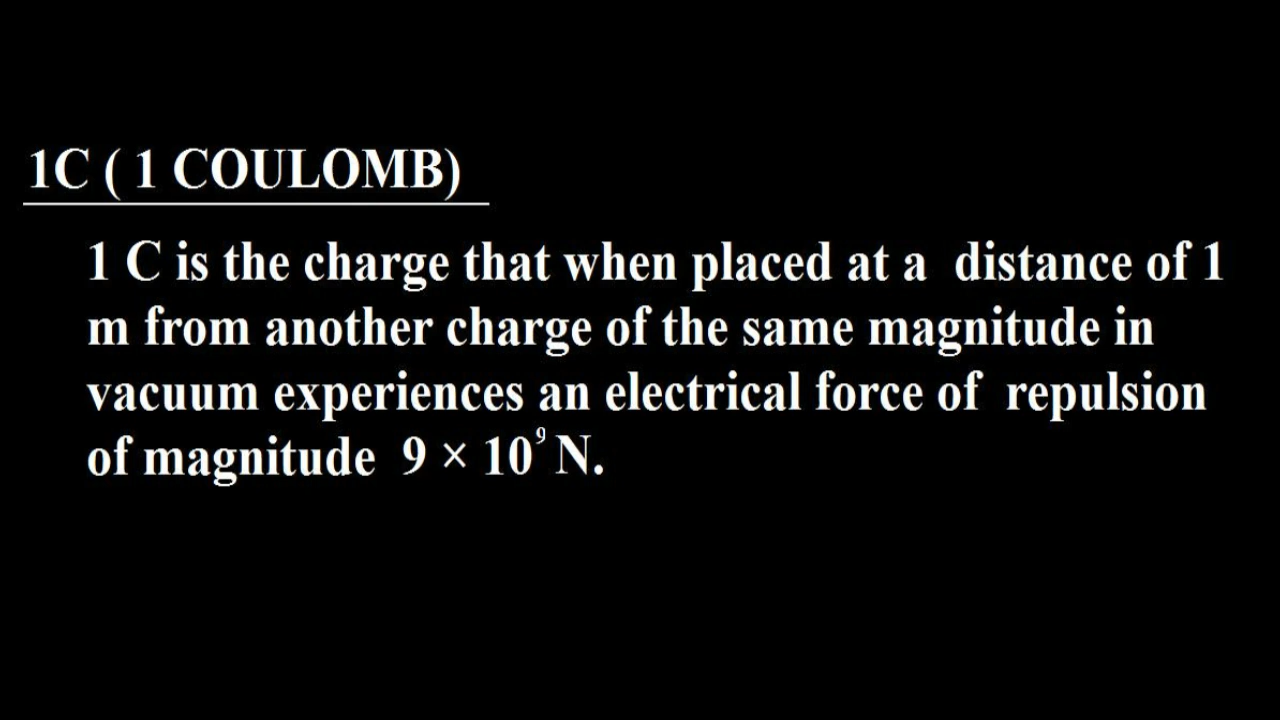 1C ( 1 COULOMB)
1 C is the charge that when placed at a distance of 1
m from another charge of the same magnitude in
vacuum experiences an electrical force of repulsion
of magnitude 9 × 10⁹ N.